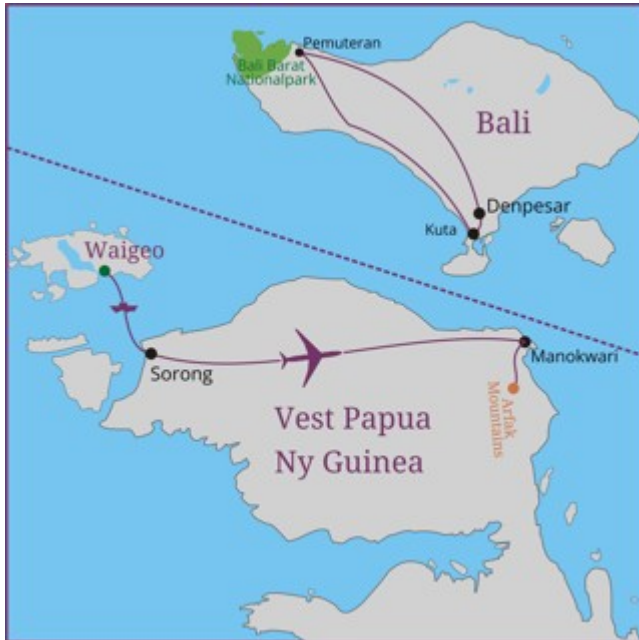 Pemuteran
Bali Barat
Nationalpark
Bali
Denpesar
Kuta
Waigeo
Sorong
Manokwari
Vest Papua
Ny Guinea
Arfak
Mountains